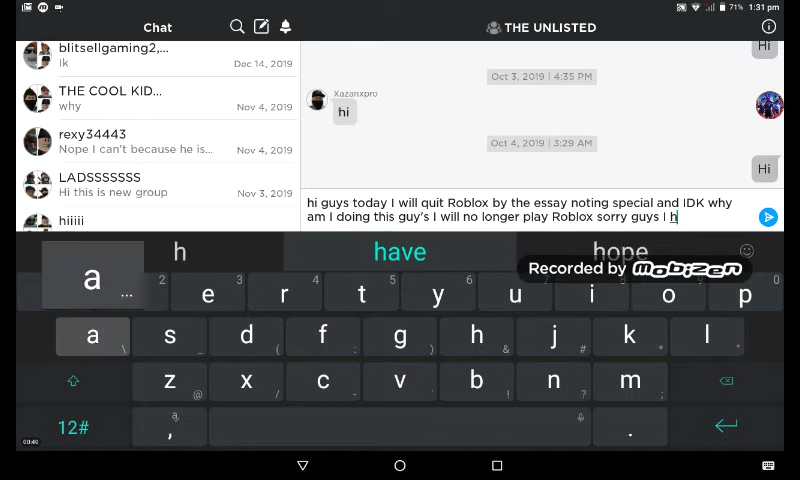 71% 1:31 pm
Chat
THE UNLISTED
blitsellgaming2,...
Ik
Dec 14, 2019
THE COOL KID...
why
Nov 4, 2019
rexy34443
Nope I can't because he is...
Nov 4, 2019
LADSSSSSSS
Hi this is new group
Nov 3, 2019
hiiiii
Hi
Oct 3, 2019 | 4:35 PM
Xazanxpro
hi
Oct 4, 2019 | 3:29 AM
Hi
hi guys today I will quit Roblox by the essay noting special and IDK why
am I doing this guy's I will no longer play Roblox sorry guys I h
h have hope
Recorded by MOBIZEN
a ...
2 3 4 5 6 7 8 9 0
e r t y u i o p
a s d f g h j k l
\ _ ( : ) & # * "
z x c v b n m
@ / - ' ! ? ;
12# , .
00:40